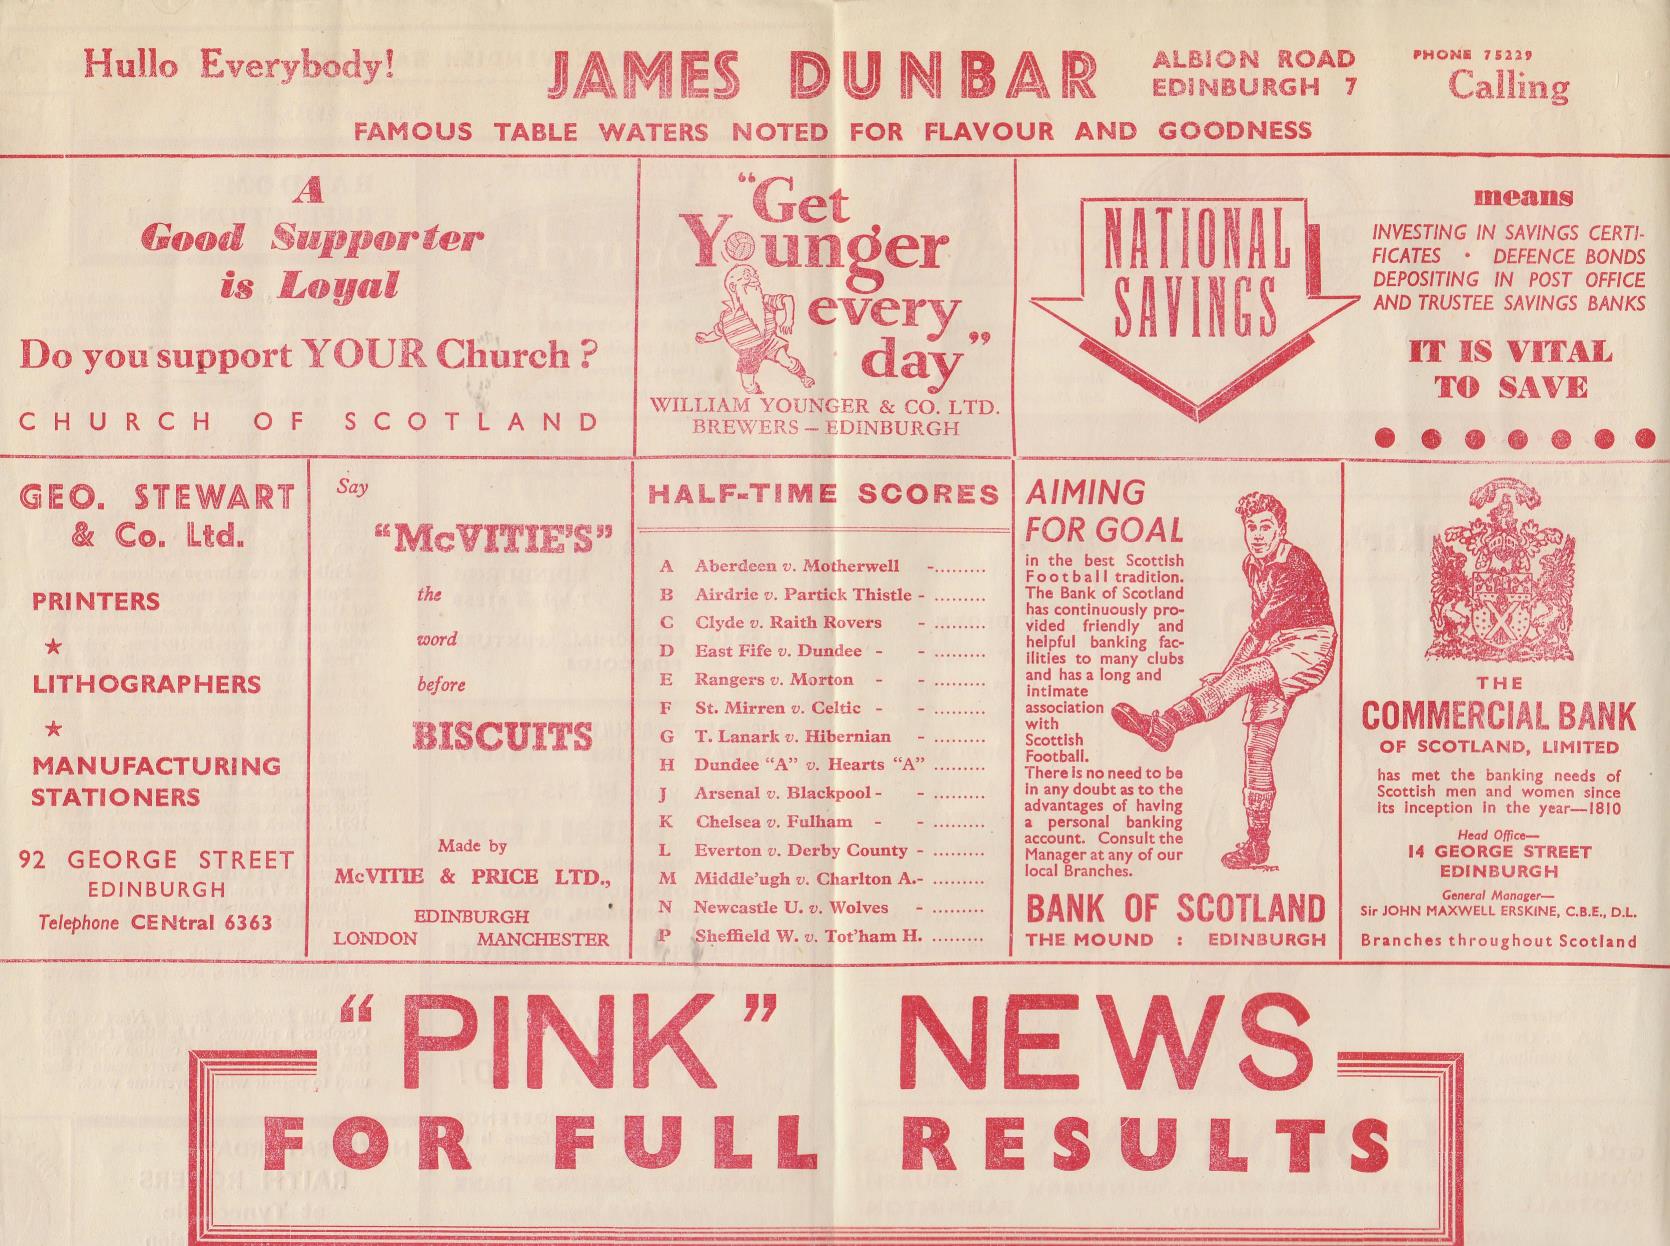 Hullo Everybody!
JAMES DUNBAR
ALBION ROAD
EDINBURGH 7
PHONE 75229
Calling
FAMOUS TABLE WATERS NOTED FOR FLAVOUR AND GOODNESS
A
Good Supporter
is Loyal
Do you support YOUR Church ?
CHURCH OF SCOTLAND
"Get
Younger
every
day"
WILLIAM YOUNGER & CO. LTD.
BREWERS – EDINBURGH
NATIONAL
SAVINGS
means
INVESTING IN SAVINGS CERTI-
FICATES · DEFENCE BONDS
DEPOSITING IN POST OFFICE
AND TRUSTEE SAVINGS BANKS
IT IS VITAL
TO SAVE
GEO. STEWART
& Co. Ltd.
PRINTERS
★
LITHOGRAPHERS
★
MANUFACTURING
STATIONERS
92 GEORGE STREET
EDINBURGH
Telephone CENtral 6363
Say
"McVITIE'S"
the
word
before
BISCUITS
Made by
McVITIE & PRICE LTD.,
EDINBURGH
LONDON MANCHESTER
HALF-TIME SCORES
A Aberdeen v. Motherwell -.........
B Airdrie v. Partick Thistle - .........
C Clyde v. Raith Rovers - .........
D East Fife v. Dundee - - .........
E Rangers v. Morton - - .........
F St. Mirren v. Celtic - - .........
G T. Lanark v. Hibernian - .........
H Dundee "A" v. Hearts "A" .........
J Arsenal v. Blackpool - - .........
K Chelsea v. Fulham - - .........
L Everton v. Derby County - .........
M Middle'ugh v. Charlton A.- .........
N Newcastle U. v. Wolves - .........
P Sheffield W. v. Tot'ham H. .........
AIMING
FOR GOAL
in the best Scottish
Football tradition.
The Bank of Scotland
has continuously pro-
vided friendly and
helpful banking fac-
ilities to many clubs
and has a long and
intimate
association
with
Scottish
Football.
There is no need to be
in any doubt as to the
advantages of having
a personal banking
account. Consult the
Manager at any of our
local Branches.
BANK OF SCOTLAND
THE MOUND : EDINBURGH
THE
COMMERCIAL BANK
OF SCOTLAND, LIMITED
has met the banking needs of
Scottish men and women since
its inception in the year—1810
Head Office—
14 GEORGE STREET
EDINBURGH
General Manager—
Sir JOHN MAXWELL ERSKINE, C.B.E., D.L.
Branches throughout Scotland
"PINK" NEWS
FOR FULL RESULTS